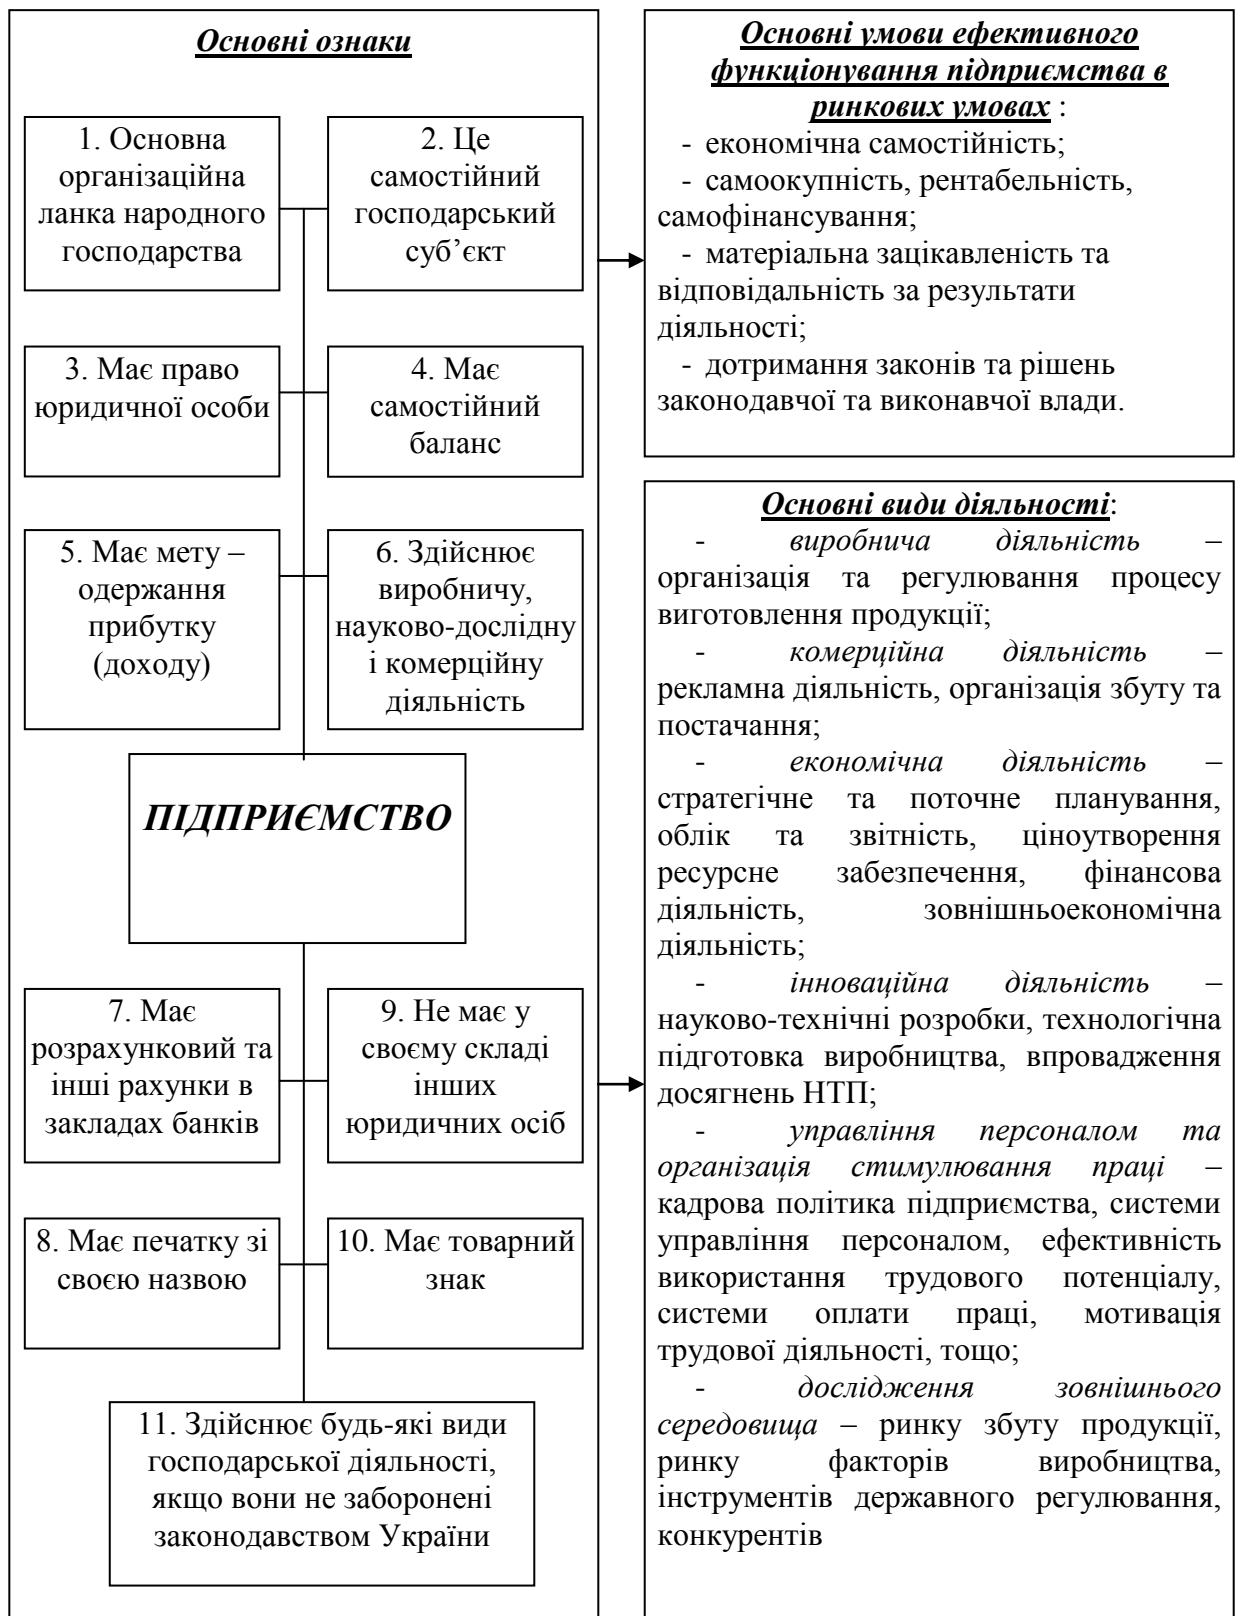 Основні ознаки
1. Основна
організаційна
ланка народного
господарства
2. Це
самостійний
господарський
суб’єкт
3. Має право
юридичної особи
4. Має
самостійний
баланс
5. Має мету –
одержання
прибутку
(доходу)
6. Здійснює
виробничу,
науково-дослідну
і комерційну
діяльність
ПІДПРИЄМСТВО
7. Має
розрахунковий та
інші рахунки в
закладах банків
9. Не має у
своєму складі
інших
юридичних осіб
8. Має печатку зі
своєю назвою
10. Має товарний
знак
11. Здійснює будь-які види
господарської діяльності,
якщо вони не заборонені
законодавством України
Основні умови ефективного
функціонування підприємства в
ринкових умовах :
- економічна самостійність;
- самоокупність, рентабельність,
самофінансування;
- матеріальна зацікавленість та
відповідальність за результати
діяльності;
- дотримання законів та рішень
законодавчої та виконавчої влади.
Основні види діяльності:
- виробнича діяльність –
організація та регулювання процесу
виготовлення продукції;
- комерційна діяльність –
рекламна діяльність, організація збуту та
постачання;
- економічна діяльність –
стратегічне та поточне планування,
облік та звітність, ціноутворення
ресурсне забезпечення, фінансова
діяльність, зовнішньоекономічна
діяльність;
- інноваційна діяльність –
науково-технічні розробки, технологічна
підготовка виробництва, впровадження
досягнень НТП;
- управління персоналом та
організація стимулювання праці –
кадрова політика підприємства, системи
управління персоналом, ефективність
використання трудового потенціалу,
системи оплати праці, мотивація
трудової діяльності, тощо;
- дослідження зовнішнього
середовища – ринку збуту продукції,
ринку факторів виробництва,
інструментів державного регулювання,
конкурентів